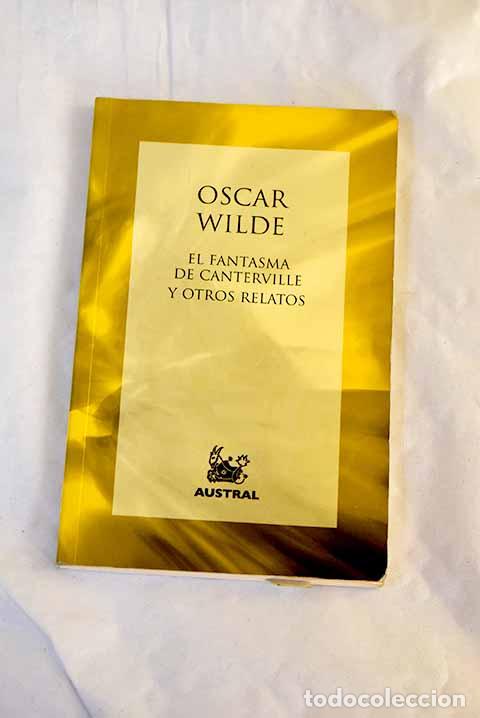 OSCAR
WILDE
EL FANTASMA
DE CANTERVILLE
Y OTROS RELATOS
AUSTRAL
todocoleccion